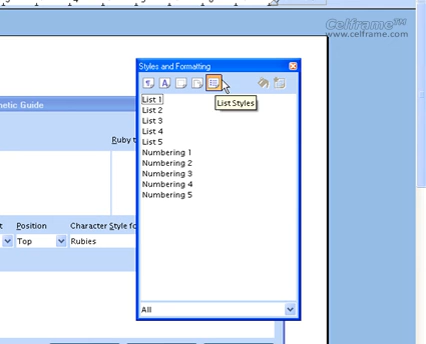 Celframe™
www.celframe.com
Styles and Formatting
List Styles
List 1
List 2
List 3
List 4
List 5
Numbering 1
Numbering 2
Numbering 3
Numbering 4
Numbering 5
All
netic Guide
Ruby t
t Position Character Style fo
Top Rubies